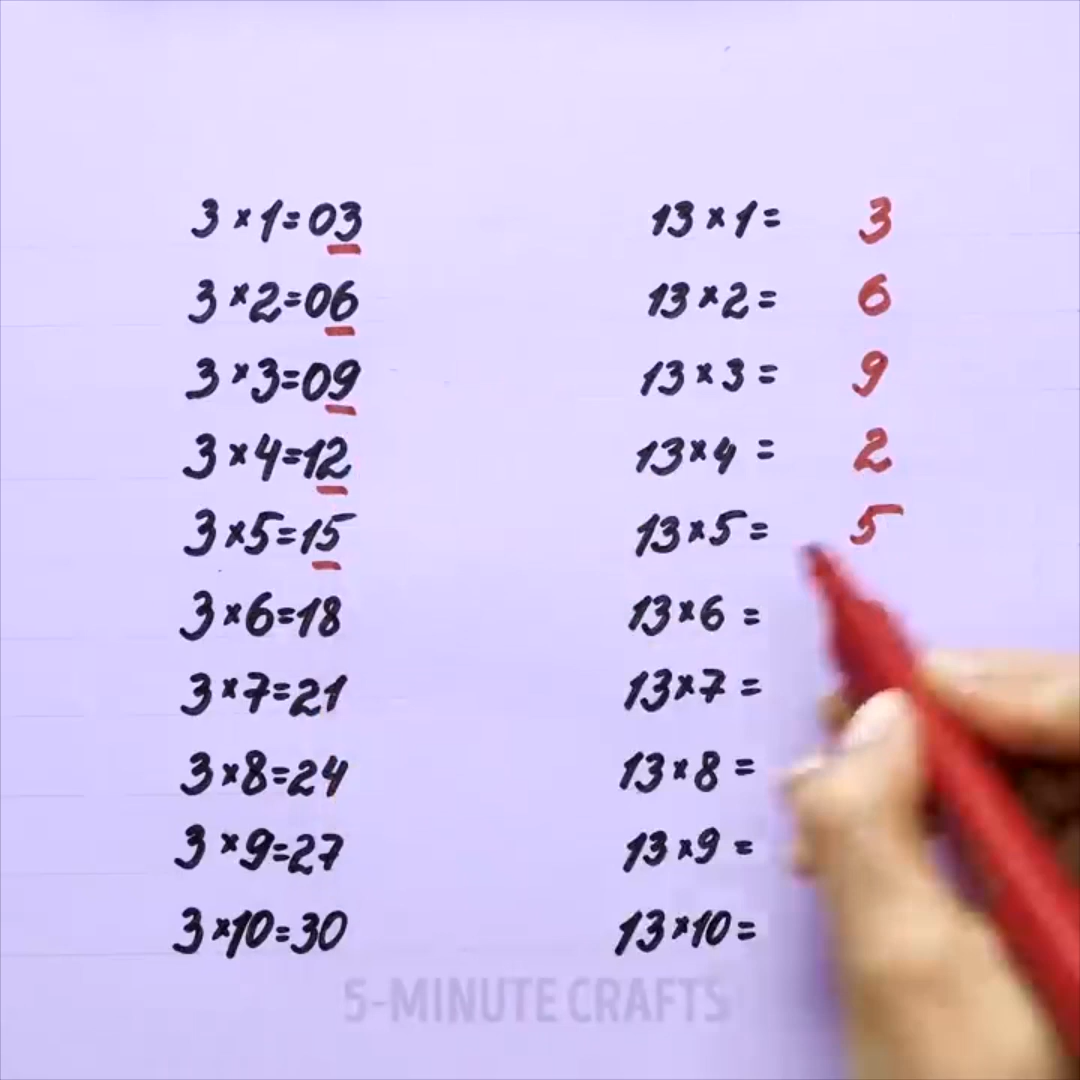 3×1=03 13×1= 3
3×2=06 13×2= 6
3×3=09 13×3= 9
3×4=12 13×4= 2
3×5=15 13×5= 5
3×6=18 13×6=
3×7=21 13×7=
3×8=24 13×8=
3×9=27 13×9=
3×10=30 13×10=
5-MINUTE CRAFTS